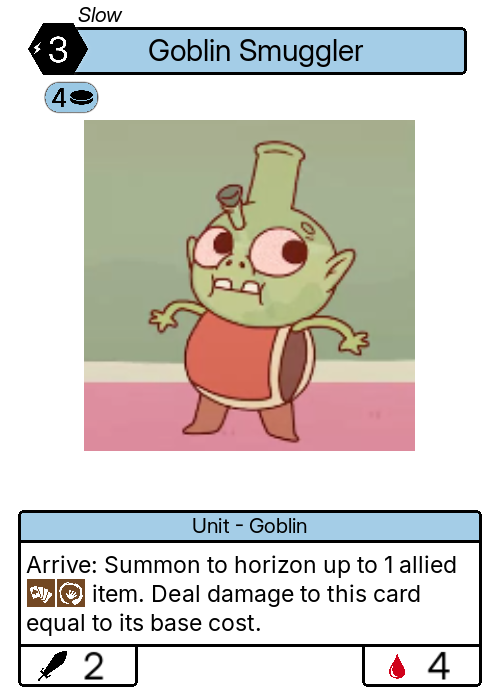 Slow
3 Goblin Smuggler
4
Unit - Goblin
Arrive: Summon to horizon up to 1 allied
item. Deal damage to this card
equal to its base cost.
2 4